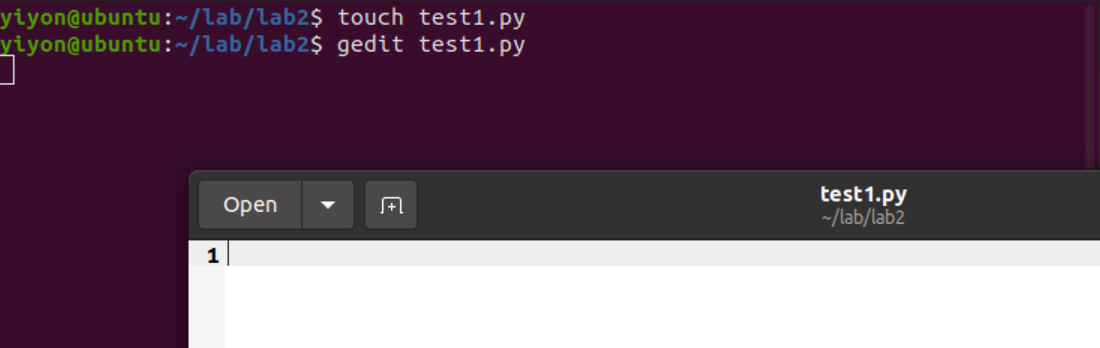 yiyon@ubuntu:~/lab/lab2$ touch test1.py
yiyon@ubuntu:~/lab/lab2$ gedit test1.py
Open
test1.py
~/lab/lab2
1